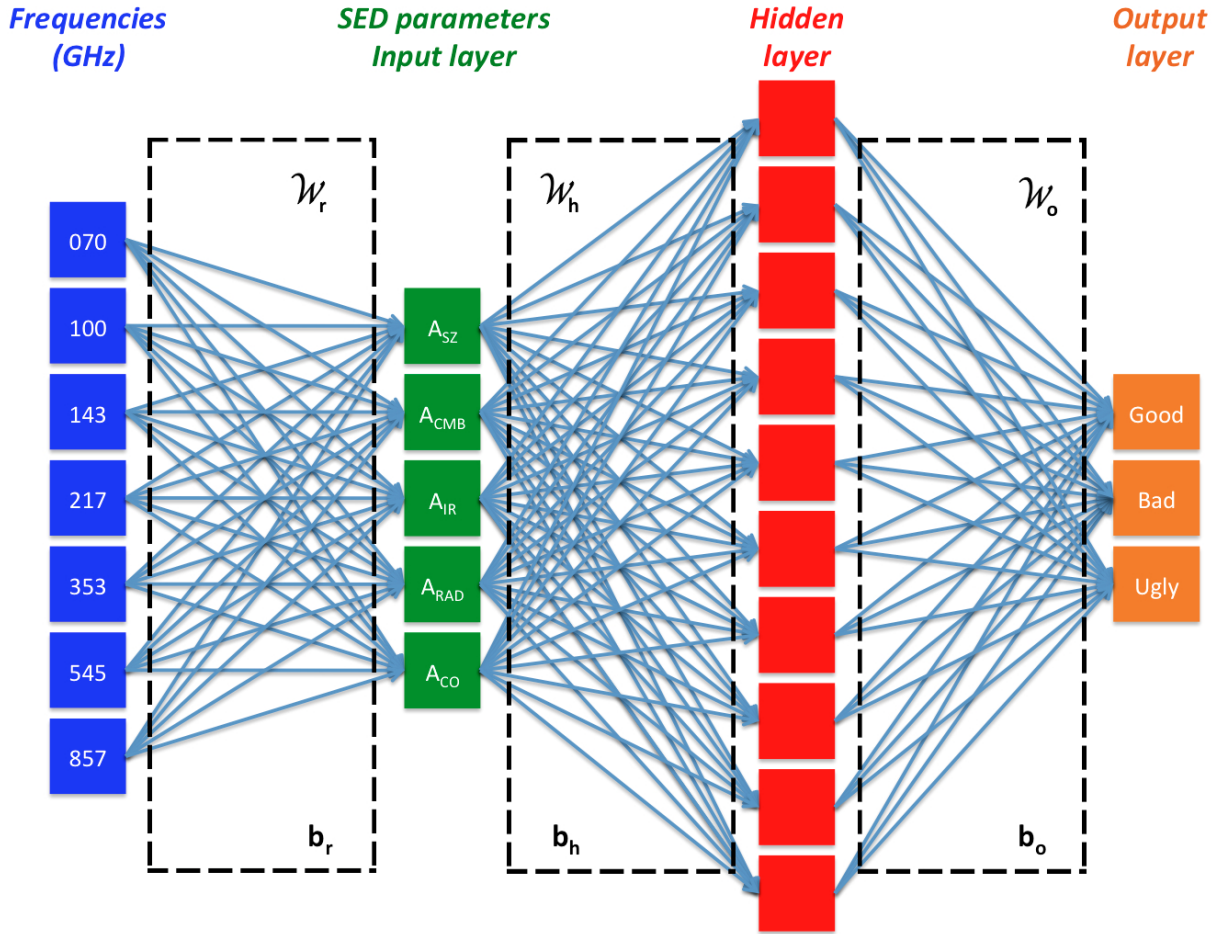 Frequencies
(GHz)
SED parameters
Input layer
Hidden
layer
Output
layer
𝒲r
𝒲h
𝒲o
070
100
143
217
353
545
857
ASZ
ACMB
AIR
ARAD
ACO
Good
Bad
Ugly
br
bh
bo